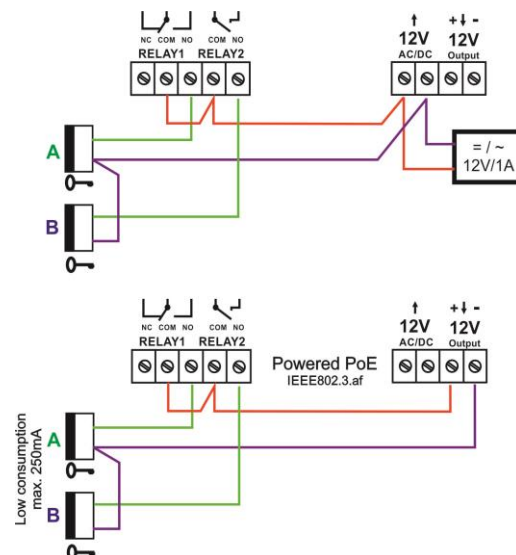 ↑ +↓-
12V 12V
NC COM NO COM NO AC/DC Output
RELAY1 RELAY2
A
= / ~
12V/1A
B
↑ +↓-
12V 12V
NC COM NO COM NO AC/DC Output
RELAY1 RELAY2
Powered PoE
IEEE802.3.af
Low consumption
max. 250mA
A
B